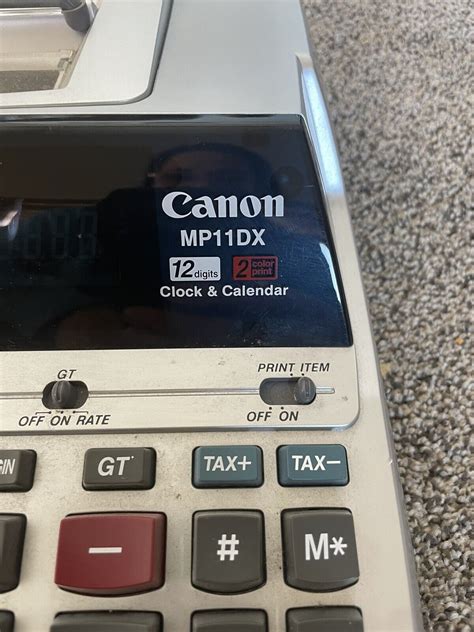 Canon
MP11DX
12 digits 2 color print
Clock & Calendar
GT PRINT ITEM
OFF ON RATE OFF ON
GT TAX+ TAX−
− # M*